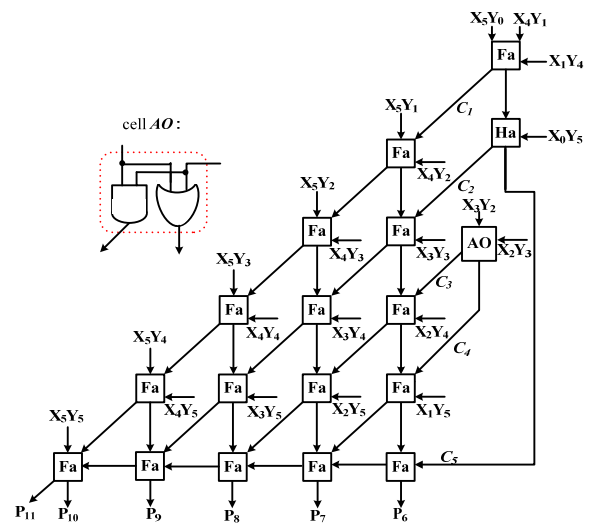 X5Y0 X4Y1
Fa X1Y4
cell AO:
X5Y1 C1 Ha X0Y5
Fa X4Y2 C2
X5Y2 X3Y2
Fa X4Y3 Fa X3Y3 AO X2Y3
X5Y3 C3
Fa X4Y4 Fa X3Y4 Fa X2Y4
X5Y4 C4
Fa X4Y5 Fa X3Y5 Fa X2Y5 Fa X1Y5
X5Y5
Fa Fa Fa Fa Fa C5
P11 P10 P9 P8 P7 P6